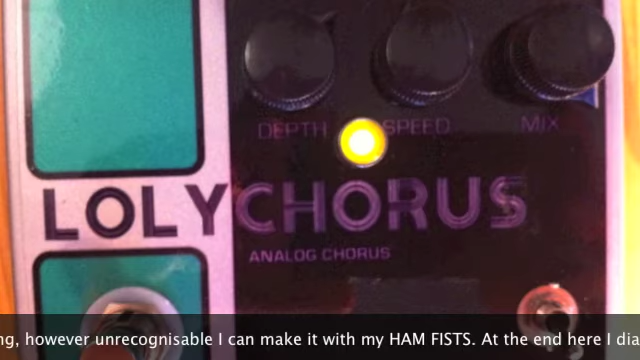 DEPTH SPEED MIX
LOLYCHORUS
ANALOG CHORUS
however unrecognisable I can make it with my HAM FISTS. At the end here I